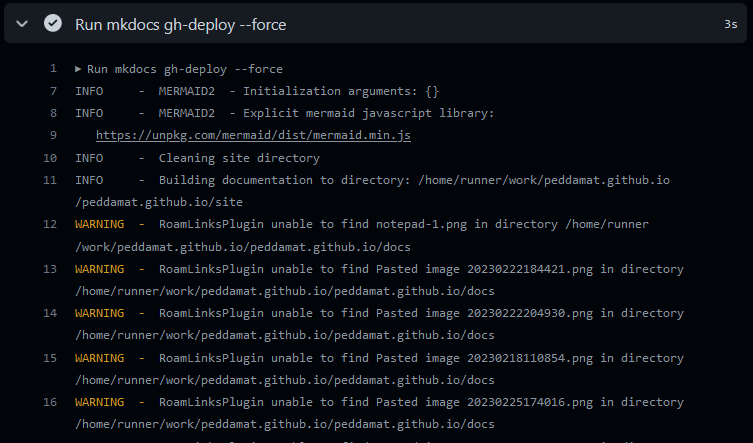 Run mkdocs gh-deploy --force 3s
1 Run mkdocs gh-deploy --force
7 INFO - MERMAID2 - Initialization arguments: {}
8 INFO - MERMAID2 - Explicit mermaid javascript library:
9 https://unpkg.com/mermaid/dist/mermaid.min.js
10 INFO - Cleaning site directory
11 INFO - Building documentation to directory: /home/runner/work/peddamat.github.io
/peddamat.github.io/site
12 WARNING - RoamLinksPlugin unable to find notepad-1.png in directory /home/runner
/work/peddamat.github.io/peddamat.github.io/docs
13 WARNING - RoamLinksPlugin unable to find Pasted image 20230222184421.png in directory
/home/runner/work/peddamat.github.io/peddamat.github.io/docs
14 WARNING - RoamLinksPlugin unable to find Pasted image 20230222204930.png in directory
/home/runner/work/peddamat.github.io/peddamat.github.io/docs
15 WARNING - RoamLinksPlugin unable to find Pasted image 20230218110854.png in directory
/home/runner/work/peddamat.github.io/peddamat.github.io/docs
16 WARNING - RoamLinksPlugin unable to find Pasted image 20230225174016.png in directory
/home/runner/work/peddamat.github.io/peddamat.github.io/docs